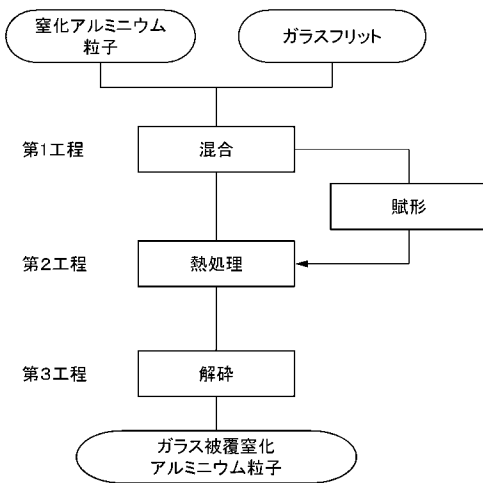 窒化アルミニウム
粒子
ガラスフリット
第1工程
混合
賦形
第2工程
熱処理
第3工程
解砕
ガラス被覆窒化
アルミニウム粒子